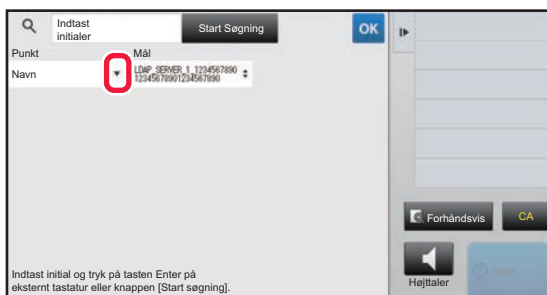 Indtast
initialer
Start Søgning
OK
Punkt
Mål
Navn
LDAP_SERVER_1_1234567890
12345678901234567890
Forhåndsvis
CA
Højttaler
Start
Indtast initial og tryk på tasten Enter på
eksternt tastatur eller knappen [Start søgning].